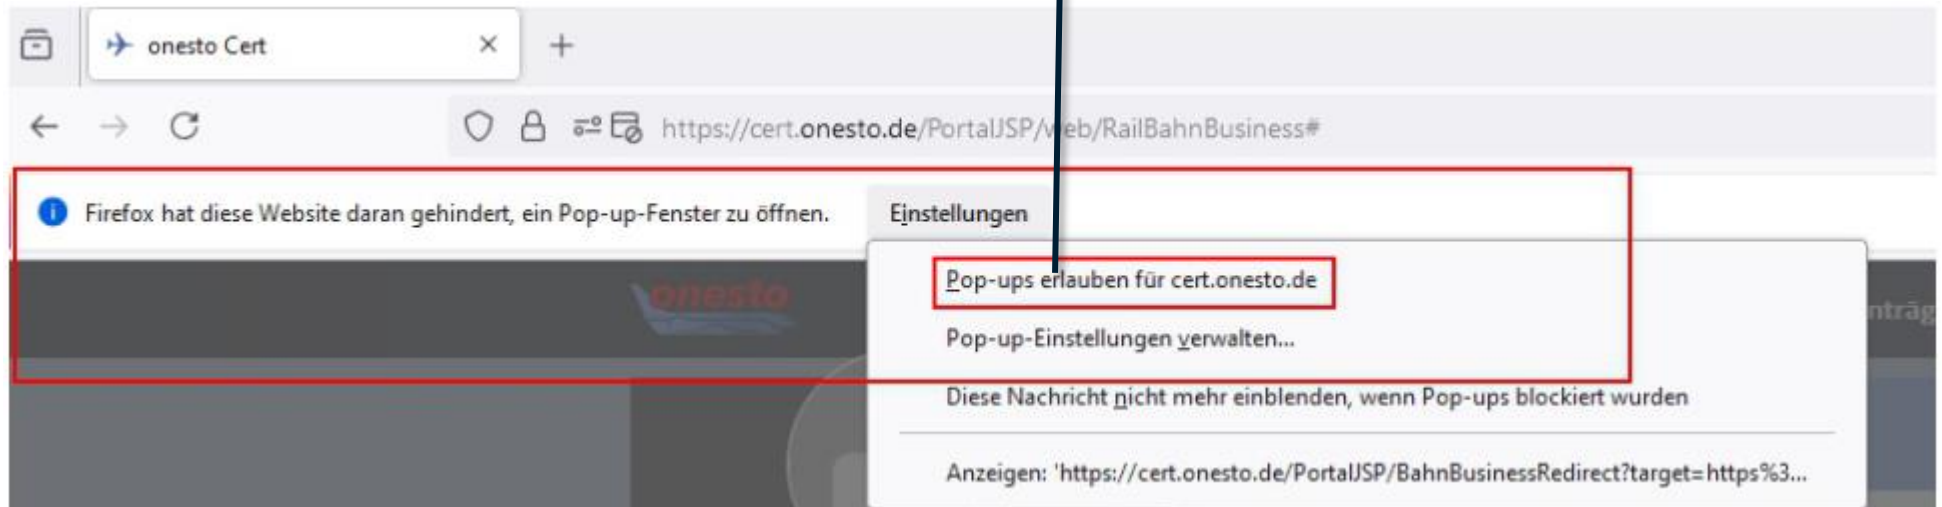 onesto Cert
https://cert.onesto.de/PortalJSP/web/RailBahnBusiness#
Firefox hat diese Website daran gehindert, ein Pop-up-Fenster zu öffnen. Einstellungen
onesto
Pop-ups erlauben für cert.onesto.de
Pop-up-Einstellungen verwalten...
Diese Nachricht nicht mehr einblenden, wenn Pop-ups blockiert wurden
Anzeigen: 'https://cert.onesto.de/PortalJSP/BahnBusinessRedirect?target=https%3...